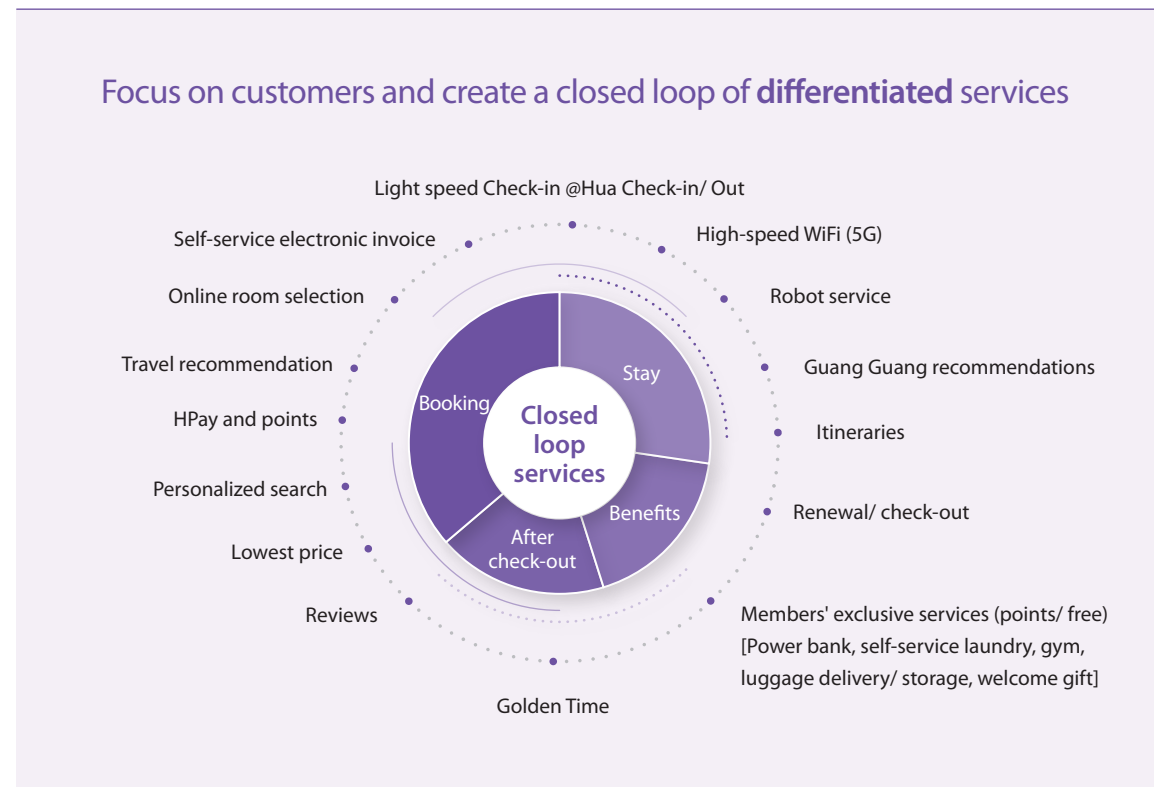 Focus on customers and create a closed loop of differentiated services
Light speed Check-in @Hua Check-in/ Out
High-speed WiFi (5G)
Robot service
Guang Guang recommendations
Itineraries
Renewal/ check-out
Members' exclusive services (points/ free)
[Power bank, self-service laundry, gym,
luggage delivery/ storage, welcome gift]
Golden Time
Reviews
Lowest price
Personalized search
HPay and points
Travel recommendation
Online room selection
Self-service electronic invoice
Booking
Stay
Benefits
After
check-out
Closed
loop
services